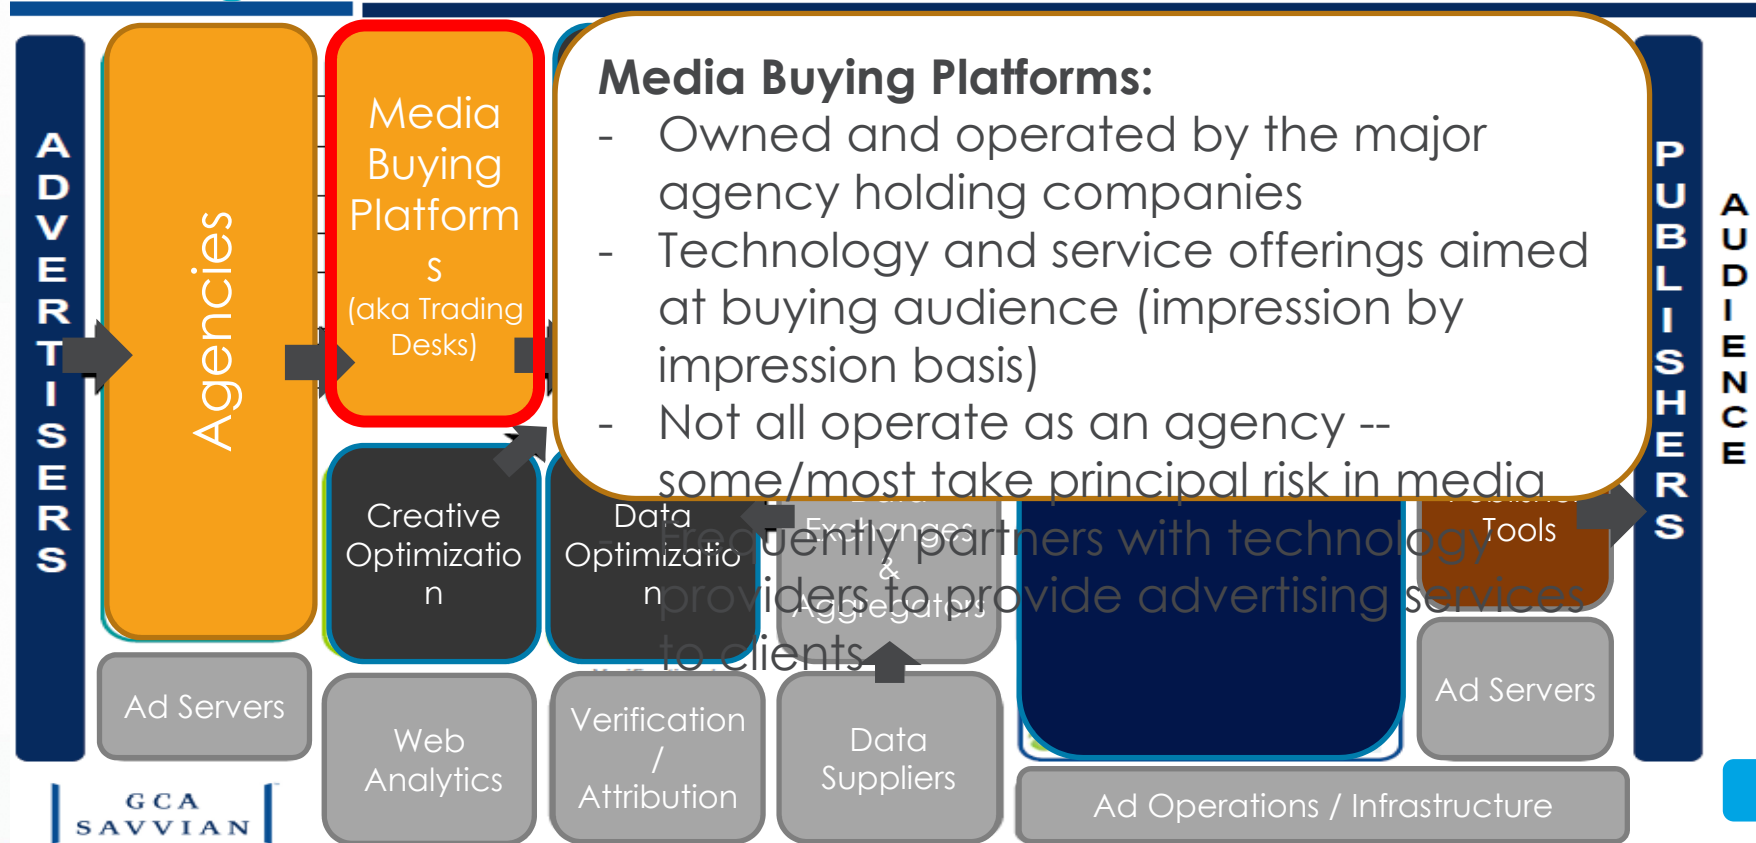 ADVERTISERS
Agencies
Media
Buying
Platform
s
(aka Trading
Desks)
Media Buying Platforms:
- Owned and operated by the major
agency holding companies
- Technology and service offerings aimed
at buying audience (impression by
impression basis)
- Not all operate as an agency --
some/most take principal risk in media
- Frequently partners with technology
providers to provide advertising services
to clients
Creative
Optimizatio
n
Data
Optimizatio
n
Exchanges
&
Aggregators
Tools
PUBLISHERS
AUDIENCE
Ad Servers
Web
Analytics
Verification
/
Attribution
Data
Suppliers
Ad Servers
Ad Operations / Infrastructure
GCA
SAVVIAN